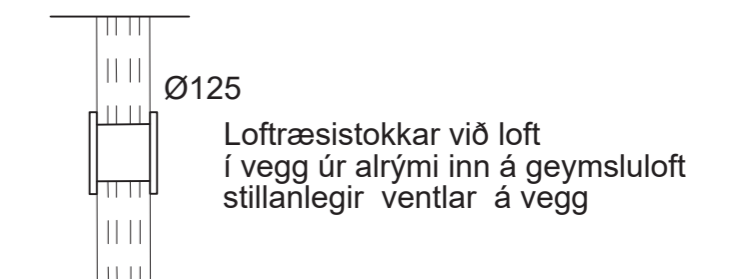 Ø125
Loftræsistokkar við loft
í vegg úr alrými inn á geymsluloft
stillanlegir ventlar á vegg